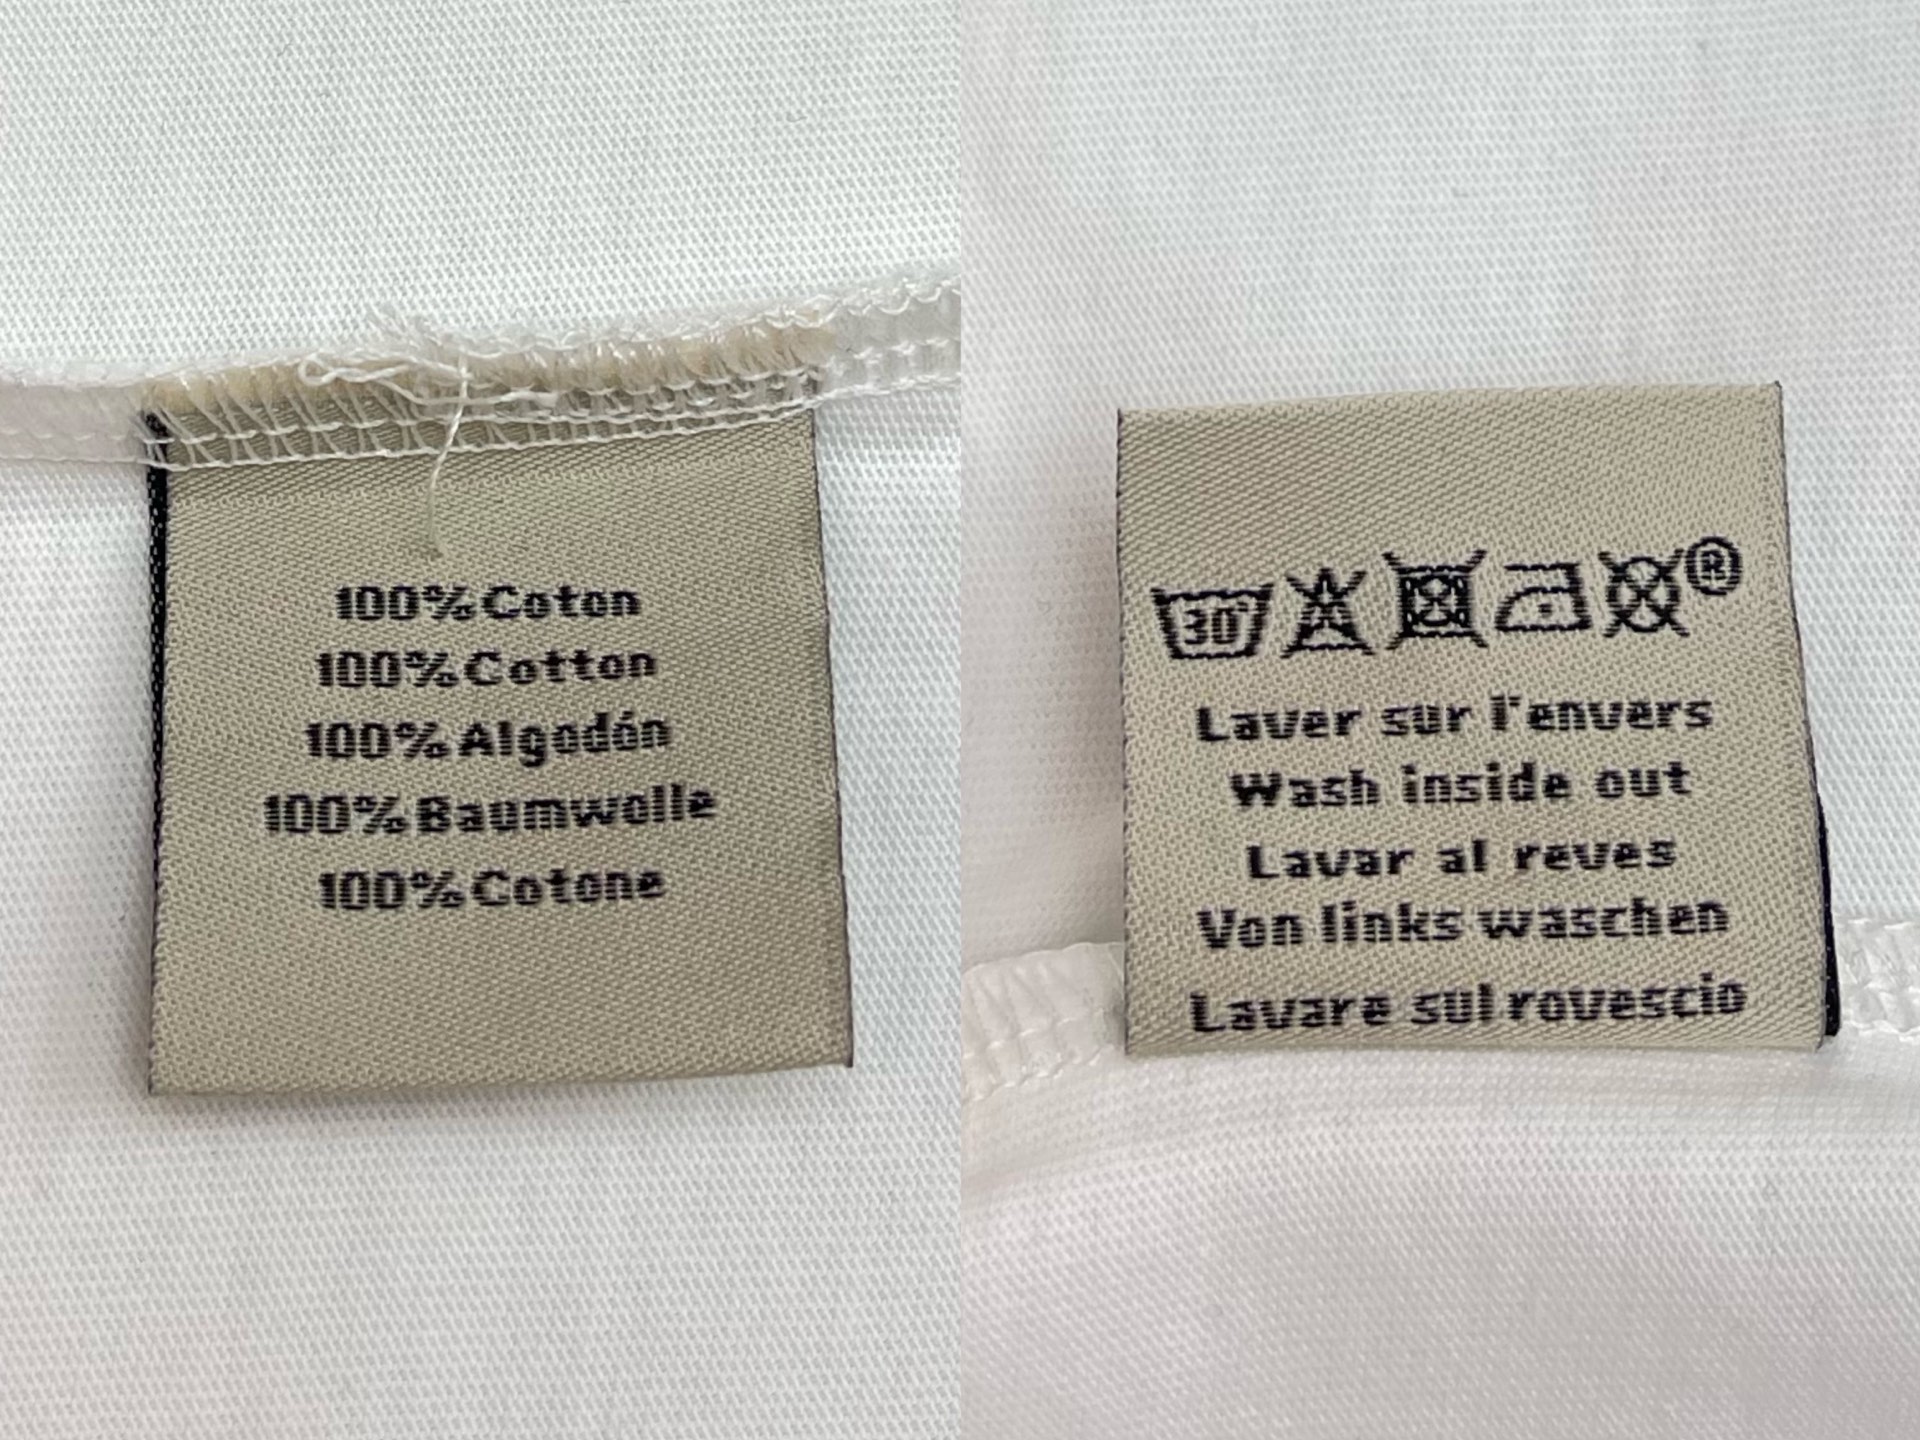 100% Coton
100% Cotton
100% Algodón
100% Baumwolle
100% Cotone
30° ®
Laver sur l'envers
Wash inside out
Lavar al reves
Von links waschen
Lavare sul rovescio